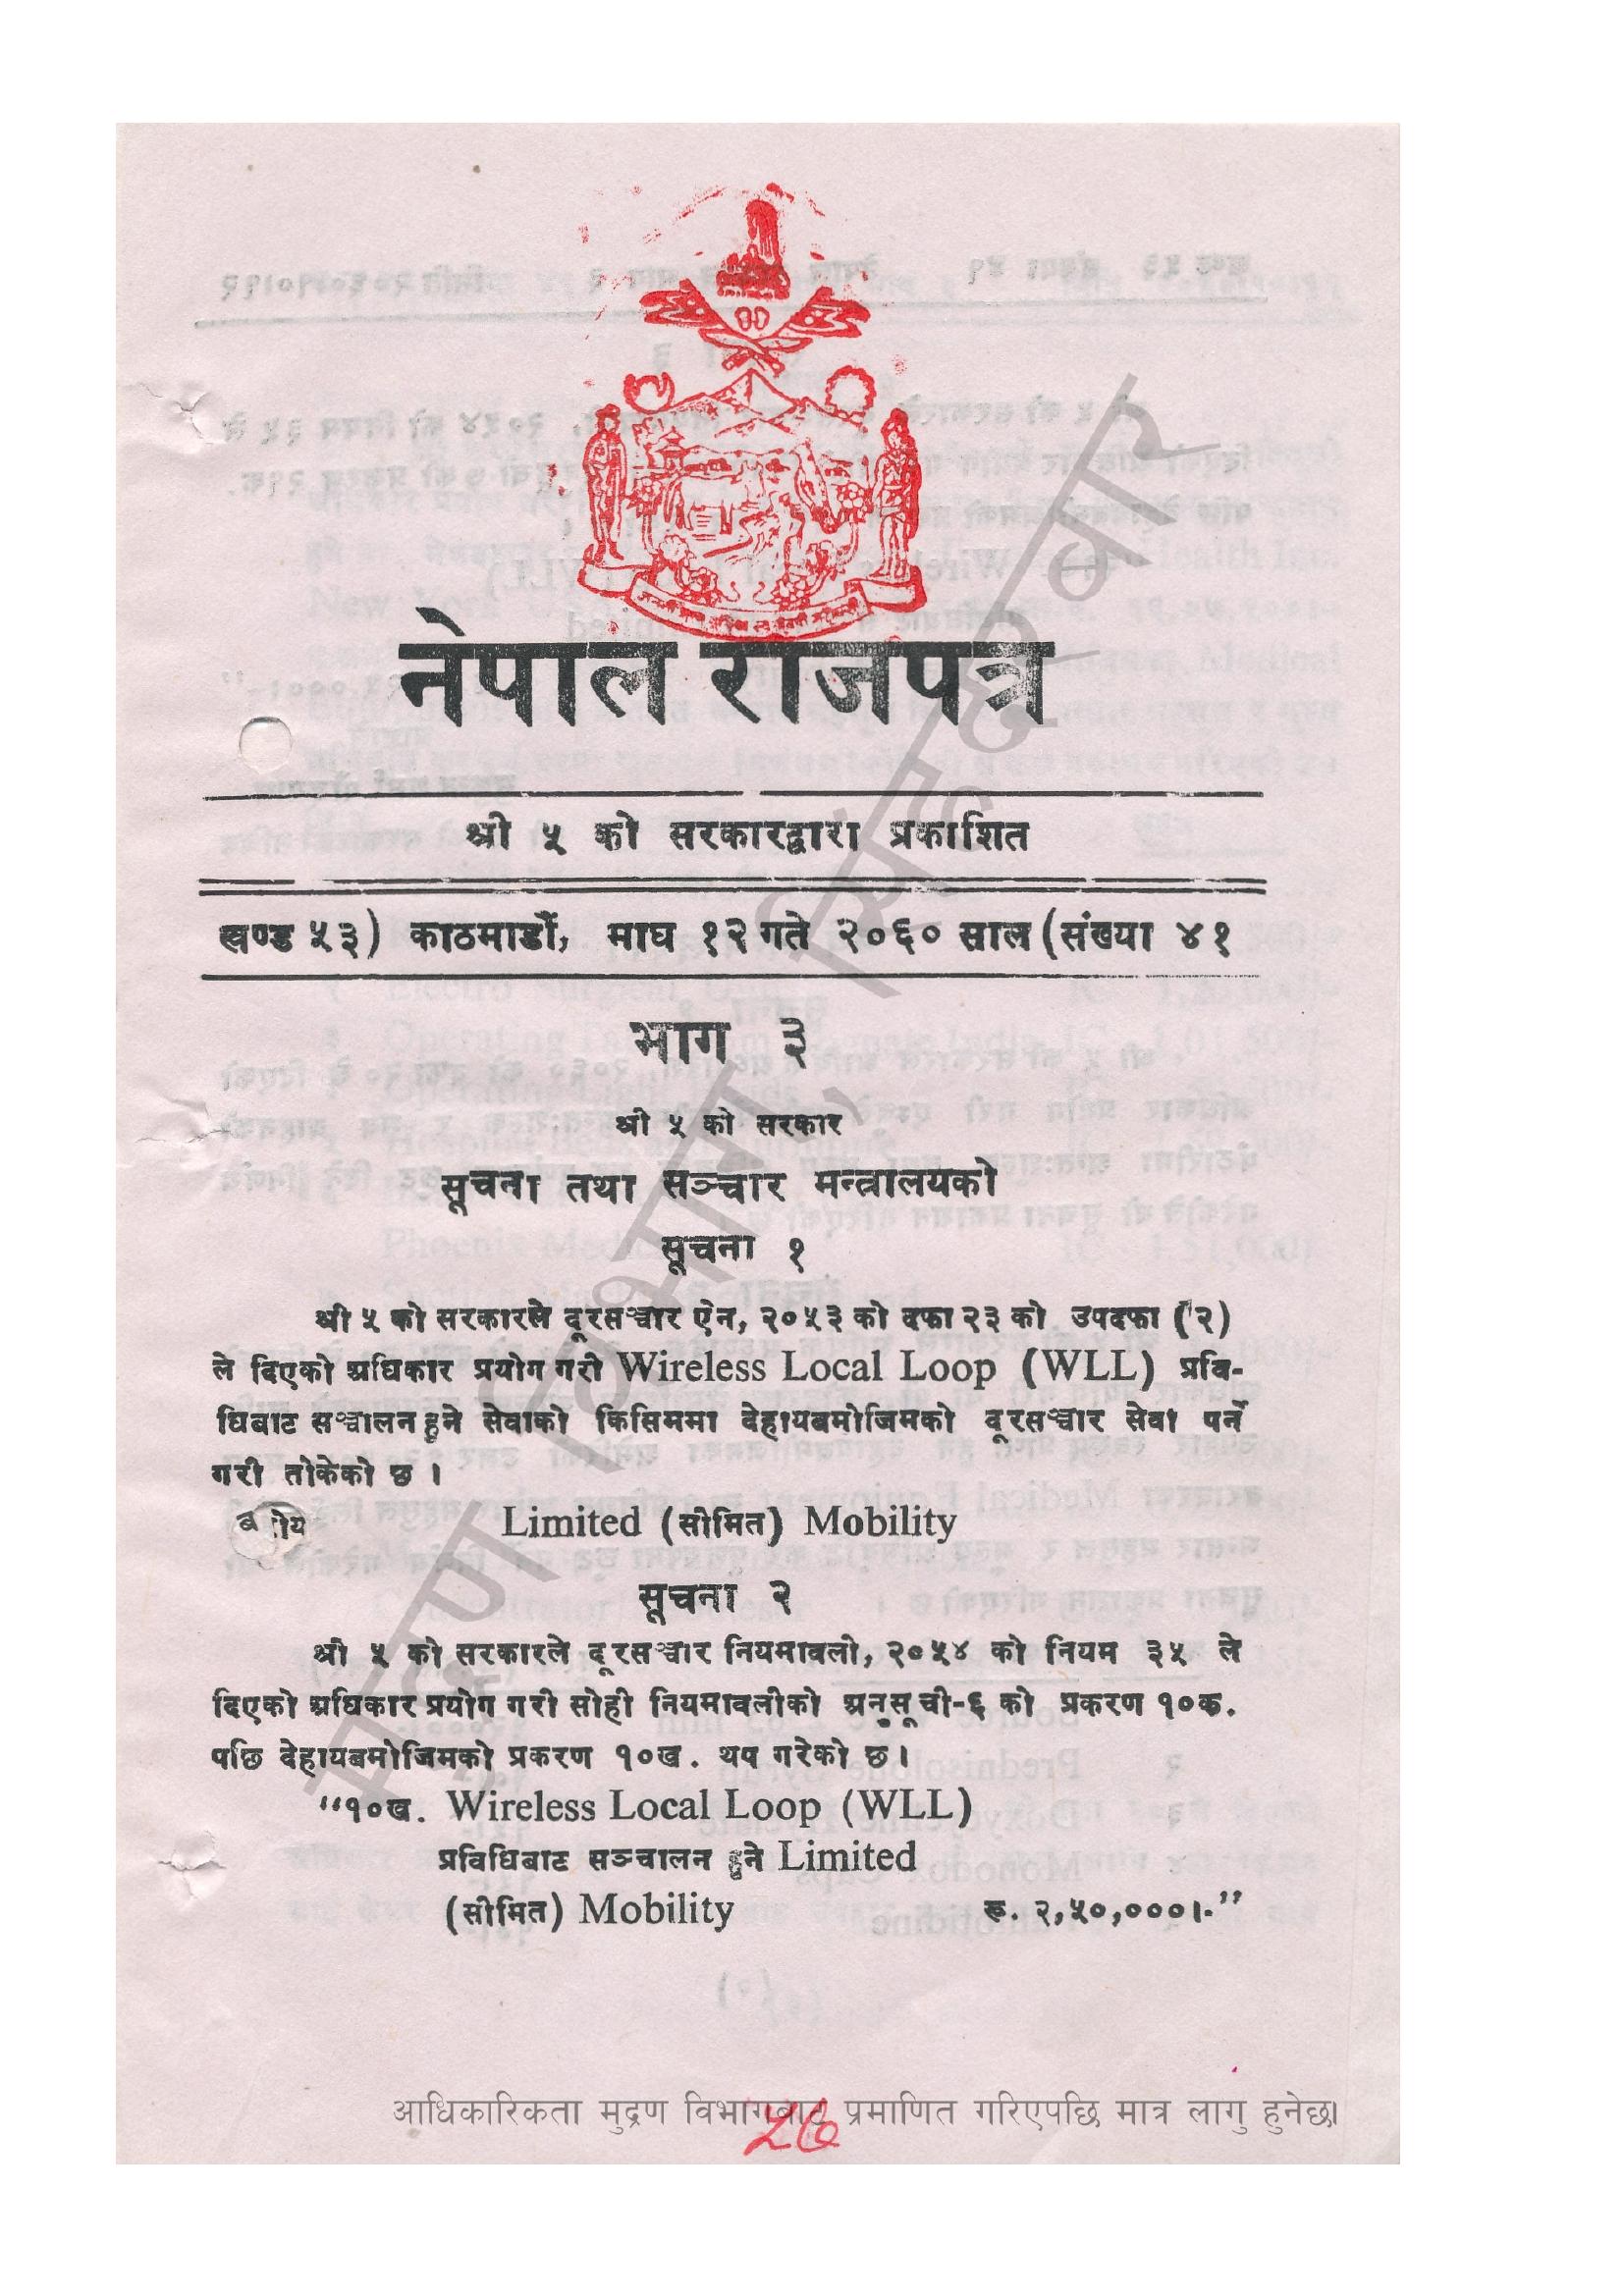 नेपाल राजपत्र
श्री ५ को सरकारद्वारा प्रकाशित
खण्ड ५३) काठमाडौं, माघ १२ गते २०६० साल (संख्या ४१
भाग ३
श्री ५ को सरकार
सूचना तथा सञ्चार मन्त्रालयको
सूचना १
श्री ५ को सरकारले दूरसञ्चार ऐन, २०५३ को दफा २३ को उपदफा (२)
ले दिएको अधिकार प्रयोग गरी Wireless Local Loop (WLL) प्रवि-
धिबाट सञ्चालन हुने सेवाको किसिममा देहायबमोजिमको दूरसञ्चार सेवा पर्ने
गरी तोकेको छ ।
Limited (सीमित) Mobility
सूचना २
श्री ५ को सरकारले दूरसञ्चार नियमावली, २०५४ को नियम ३५ ले
दिएको अधिकार प्रयोग गरी सोही नियमावलीको अनुसूची-६ को प्रकरण १०क.
पछि देहायबमोजिमको प्रकरण १०ख. थप गरेको छ।
“१०ख. Wireless Local Loop (WLL)
प्रविधिबाट सञ्चालन हुने Limited
(सीमित) Mobility रू. २,५०,०००।-”
आधिकारिकता मुद्रण विभागबाट प्रमाणित गरिएपछि मात्र लागु हुनेछ।
मुद्रण विभाग, सिंहदरबार